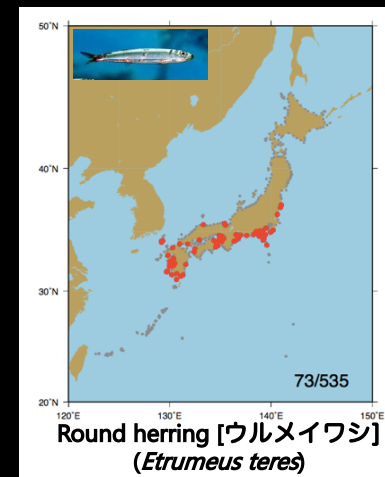 50˚N
40˚N
30˚N
20˚N
73/535
120˚E 130˚E 140˚E 150˚E
Round herring [ウルメイワシ]
(Etrumeus teres)